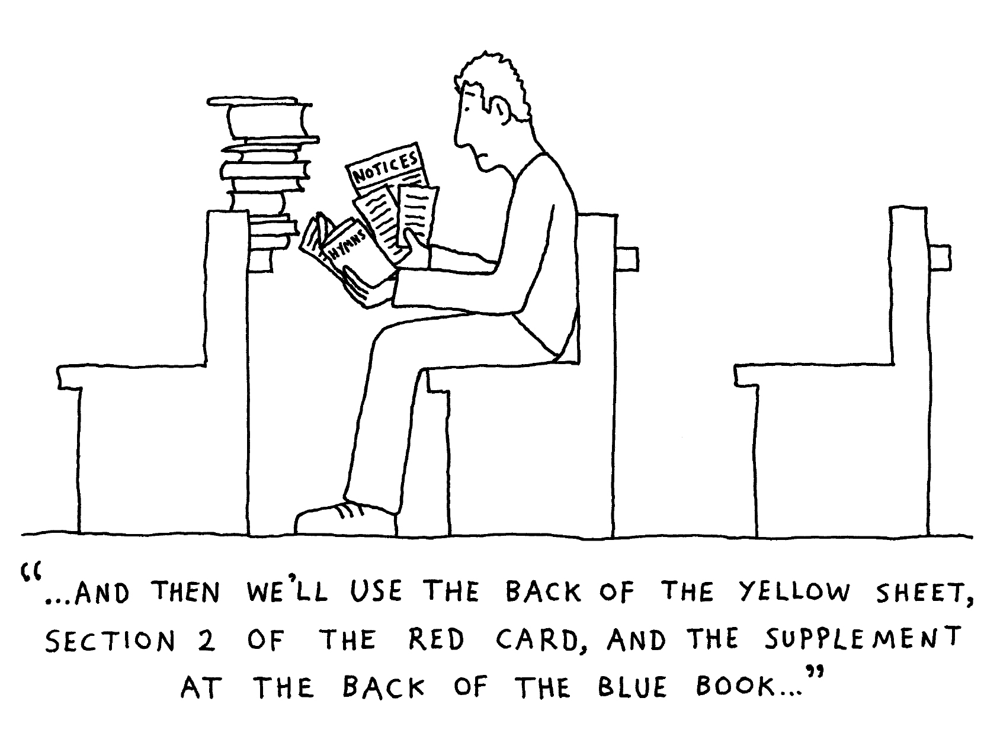 NOTICES
HYMNS
“...AND THEN WE’LL USE THE BACK OF THE YELLOW SHEET,
SECTION 2 OF THE RED CARD, AND THE SUPPLEMENT
AT THE BACK OF THE BLUE BOOK...”